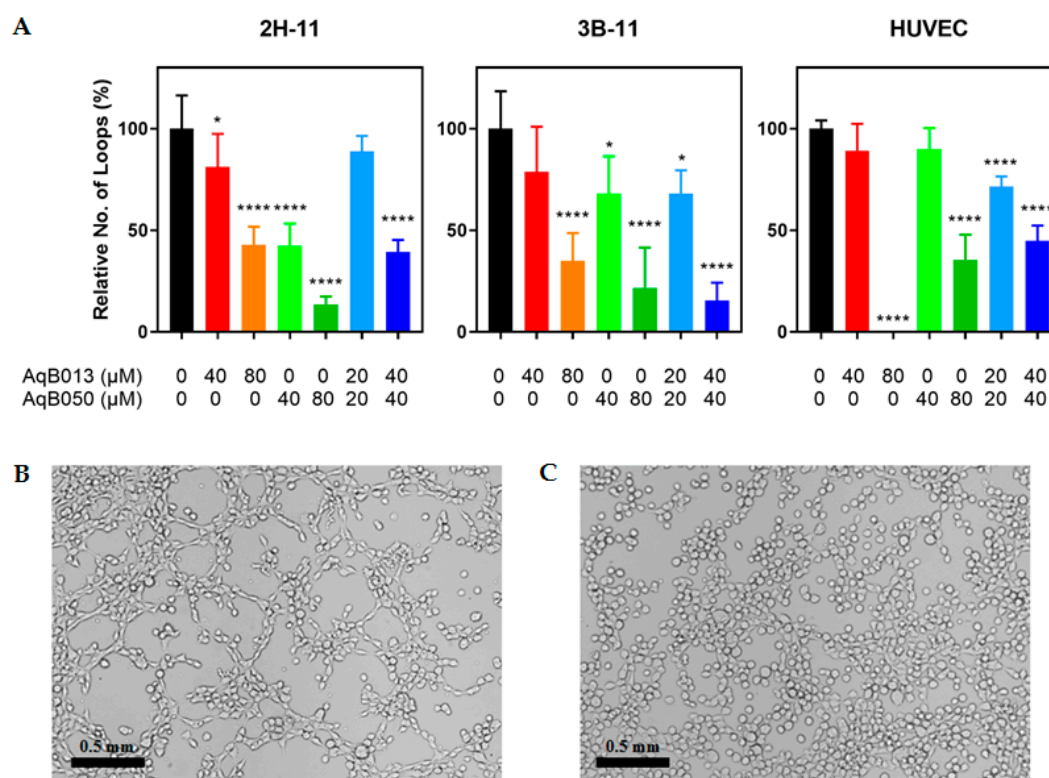 A
2H-11
3B-11
HUVEC
Relative No. of Loops (%)
100
50
0
*
****
****
****
****
100
50
0
****
*
****
*
****
100
50
0
****
****
****
****
AqB013 (µM) 0 40 80 0 0 20 40 0 40 80 0 0 20 40 0 40 80 0 0 20 40
AqB050 (µM) 0 0 0 40 80 20 40 0 0 0 40 80 20 40 0 0 0 40 80 20 40
B
C
0.5 mm
0.5 mm